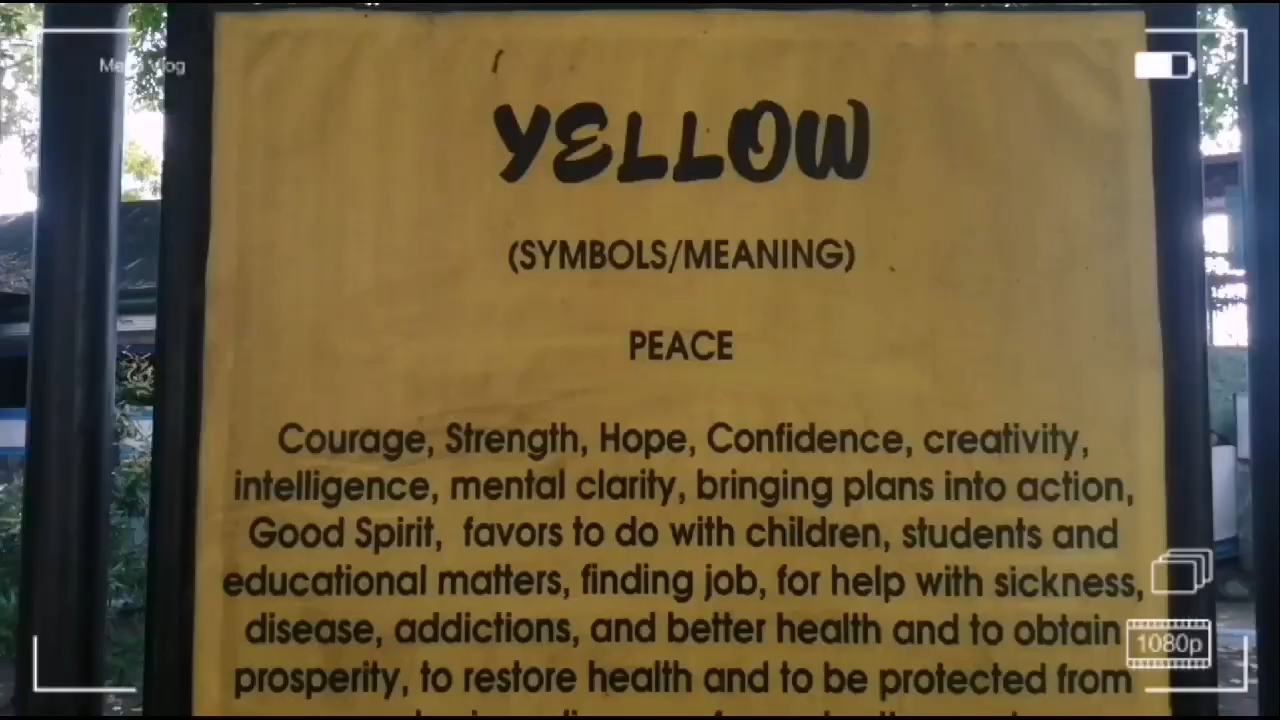 YELLOW
(SYMBOLS/MEANING)
PEACE
Courage, Strength, Hope, Confidence, creativity,
intelligence, mental clarity, bringing plans into action,
Good Spirit, favors to do with children, students and
educational matters, finding job, for help with sickness,
disease, addictions, and better health and to obtain
prosperity, to restore health and to be protected from
1080p